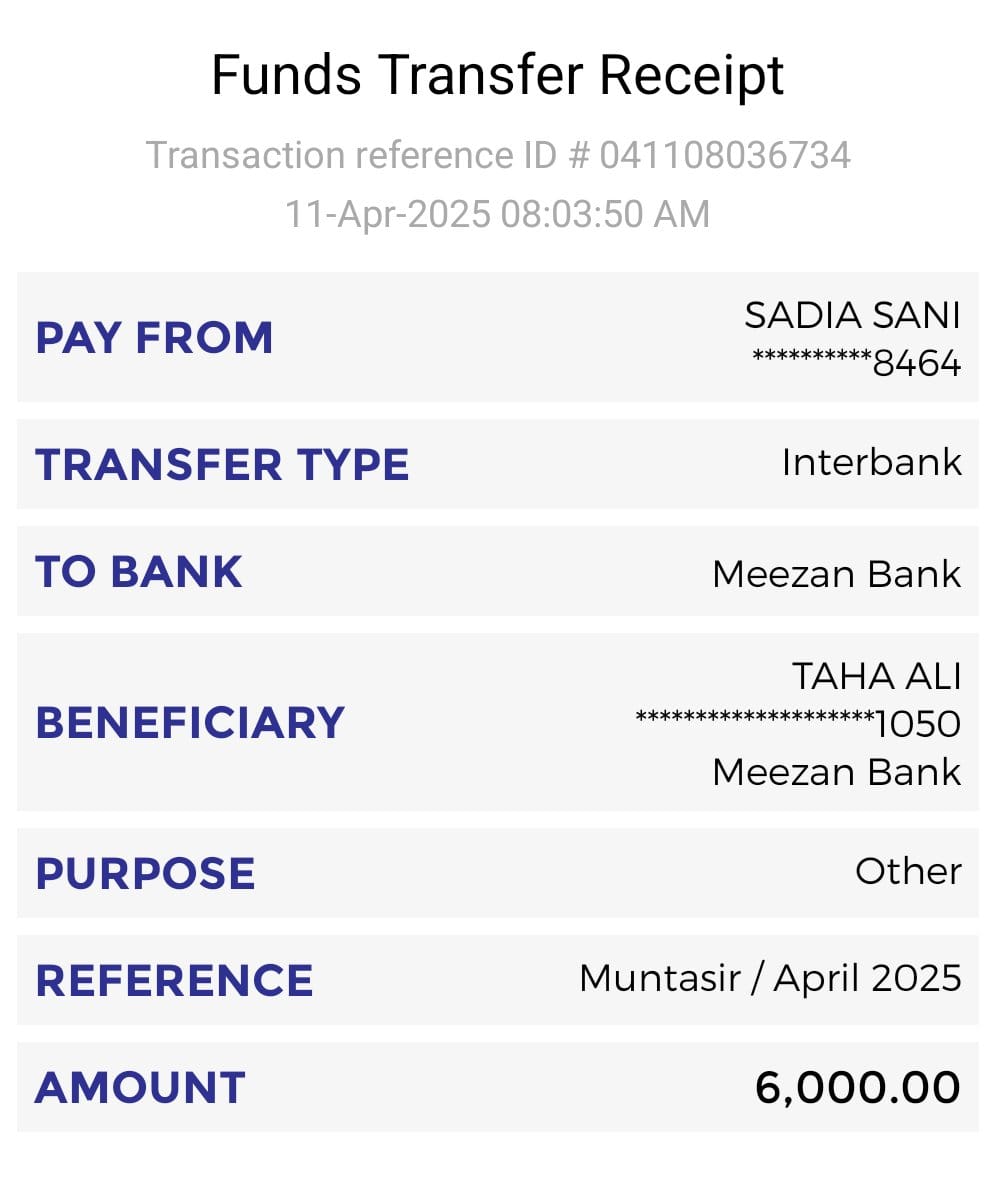 Funds Transfer Receipt
Transaction reference ID # 041108036734
11-Apr-2025 08:03:50 AM
PAY FROM
SADIA SANI
**********8464
TRANSFER TYPE
Interbank
TO BANK
Meezan Bank
BENEFICIARY
TAHA ALI
********************1050
Meezan Bank
PURPOSE
Other
REFERENCE
Muntasir / April 2025
AMOUNT
6,000.00